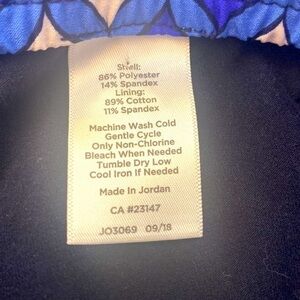 Shell:
86% Polyester
14% Spandex
Lining:
89% Cotton
11% Spandex
Machine Wash Cold
Gentle Cycle
Only Non-Chlorine
Bleach When Needed
Tumble Dry Low
Cool Iron If Needed
Made In Jordan
CA #23147
JO3069 09/18